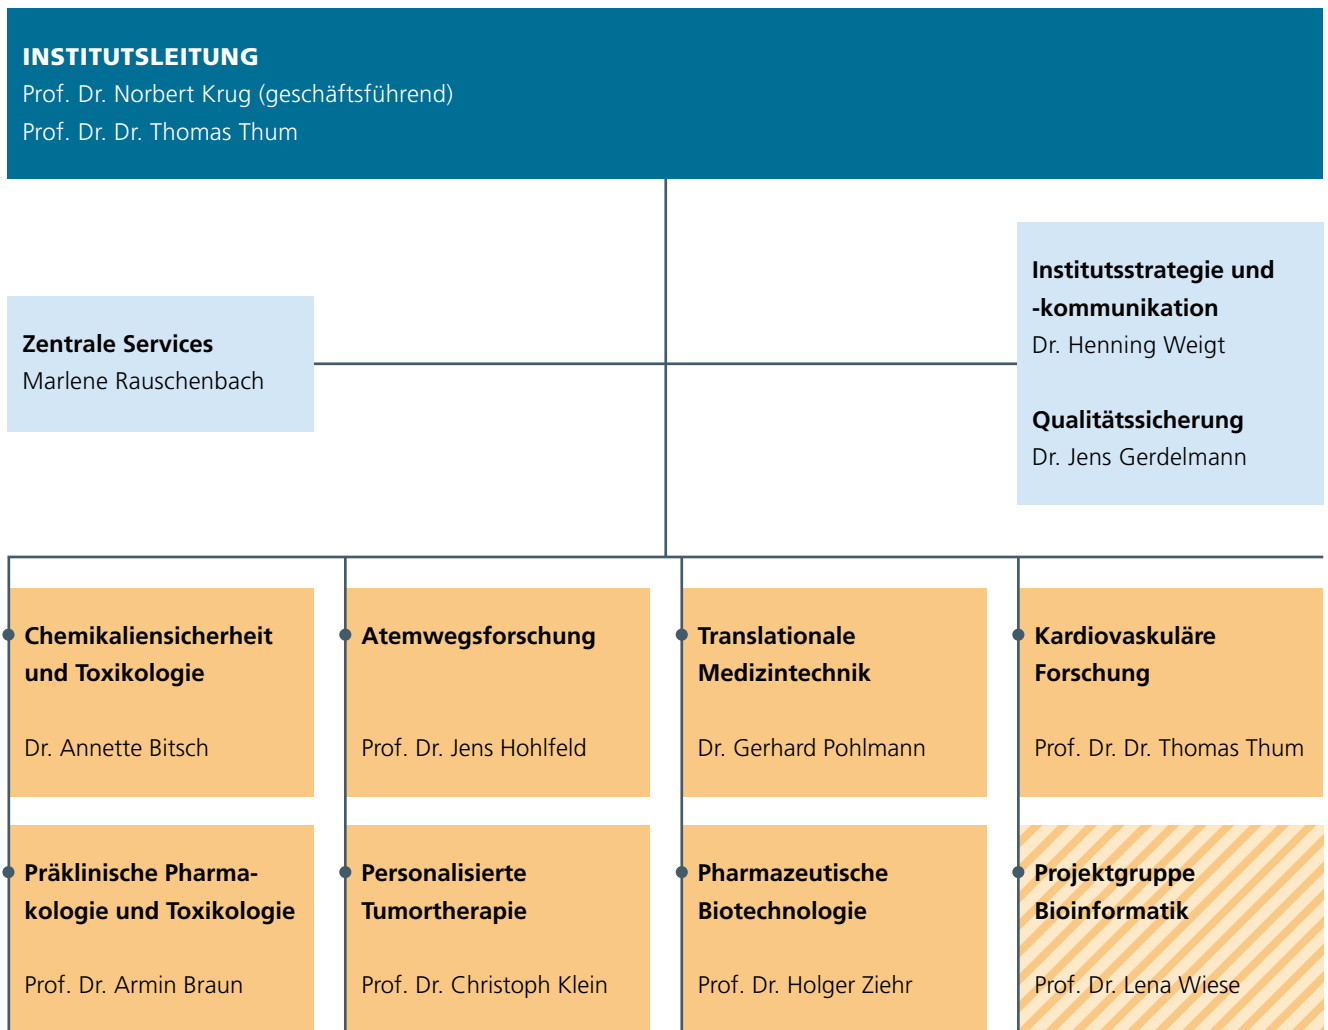 INSTITUTSLEITUNG
Prof. Dr. Norbert Krug (geschäftsführend)
Prof. Dr. Dr. Thomas Thum
Zentrale Services
Marlene Rauschenbach
Institutsstrategie und
-kommunikation
Dr. Henning Weigt
Qualitätssicherung
Dr. Jens Gerdelmann
Chemikaliensicherheit
und Toxikologie
Dr. Annette Bitsch
Atemwegsforschung
Prof. Dr. Jens Hohlfeld
Translationale
Medizintechnik
Dr. Gerhard Pohlmann
Kardiovaskuläre
Forschung
Prof. Dr. Dr. Thomas Thum
Präklinische Pharma-
kologie und Toxikologie
Prof. Dr. Armin Braun
Personalisierte
Tumortherapie
Prof. Dr. Christoph Klein
Pharmazeutische
Biotechnologie
Prof. Dr. Holger Ziehr
Projektgruppe
Bioinformatik
Prof. Dr. Lena Wiese